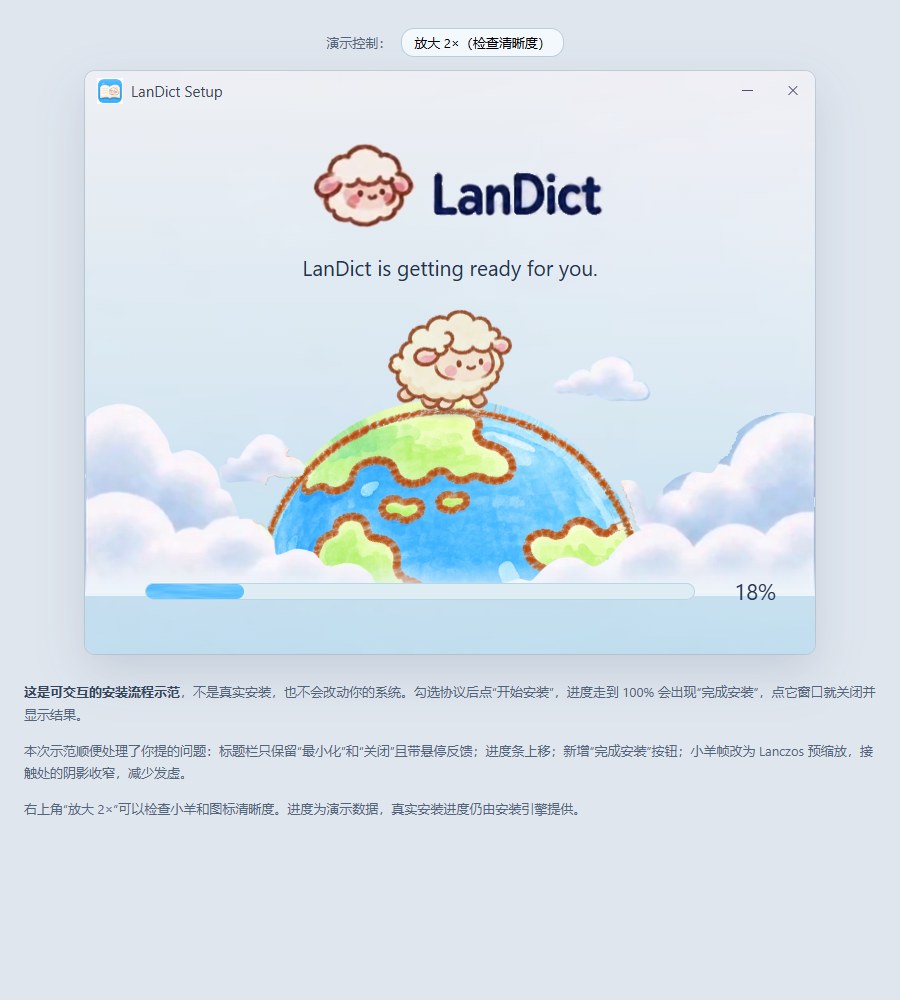 演示控制：
放大 2×（检查清晰度）
LanDict Setup
LanDict
LanDict is getting ready for you.
18%
这是可交互的安装流程示范，不是真实安装，也不会改动你的系统。勾选协议后点“开始安装”，进度走到 100% 会出现“完成安装”，点它窗口就关闭并
显示结果。
本次示范顺便处理了你提的问题：标题栏只保留“最小化”和“关闭”且带悬停反馈；进度条上移；新增“完成安装”按钮；小羊帧改为 Lanczos 预缩放，接
触处的阴影收窄，减少发虚。
右上角“放大 2×”可以检查小羊和图标清晰度。进度为演示数据，真实安装进度仍由安装引擎提供。